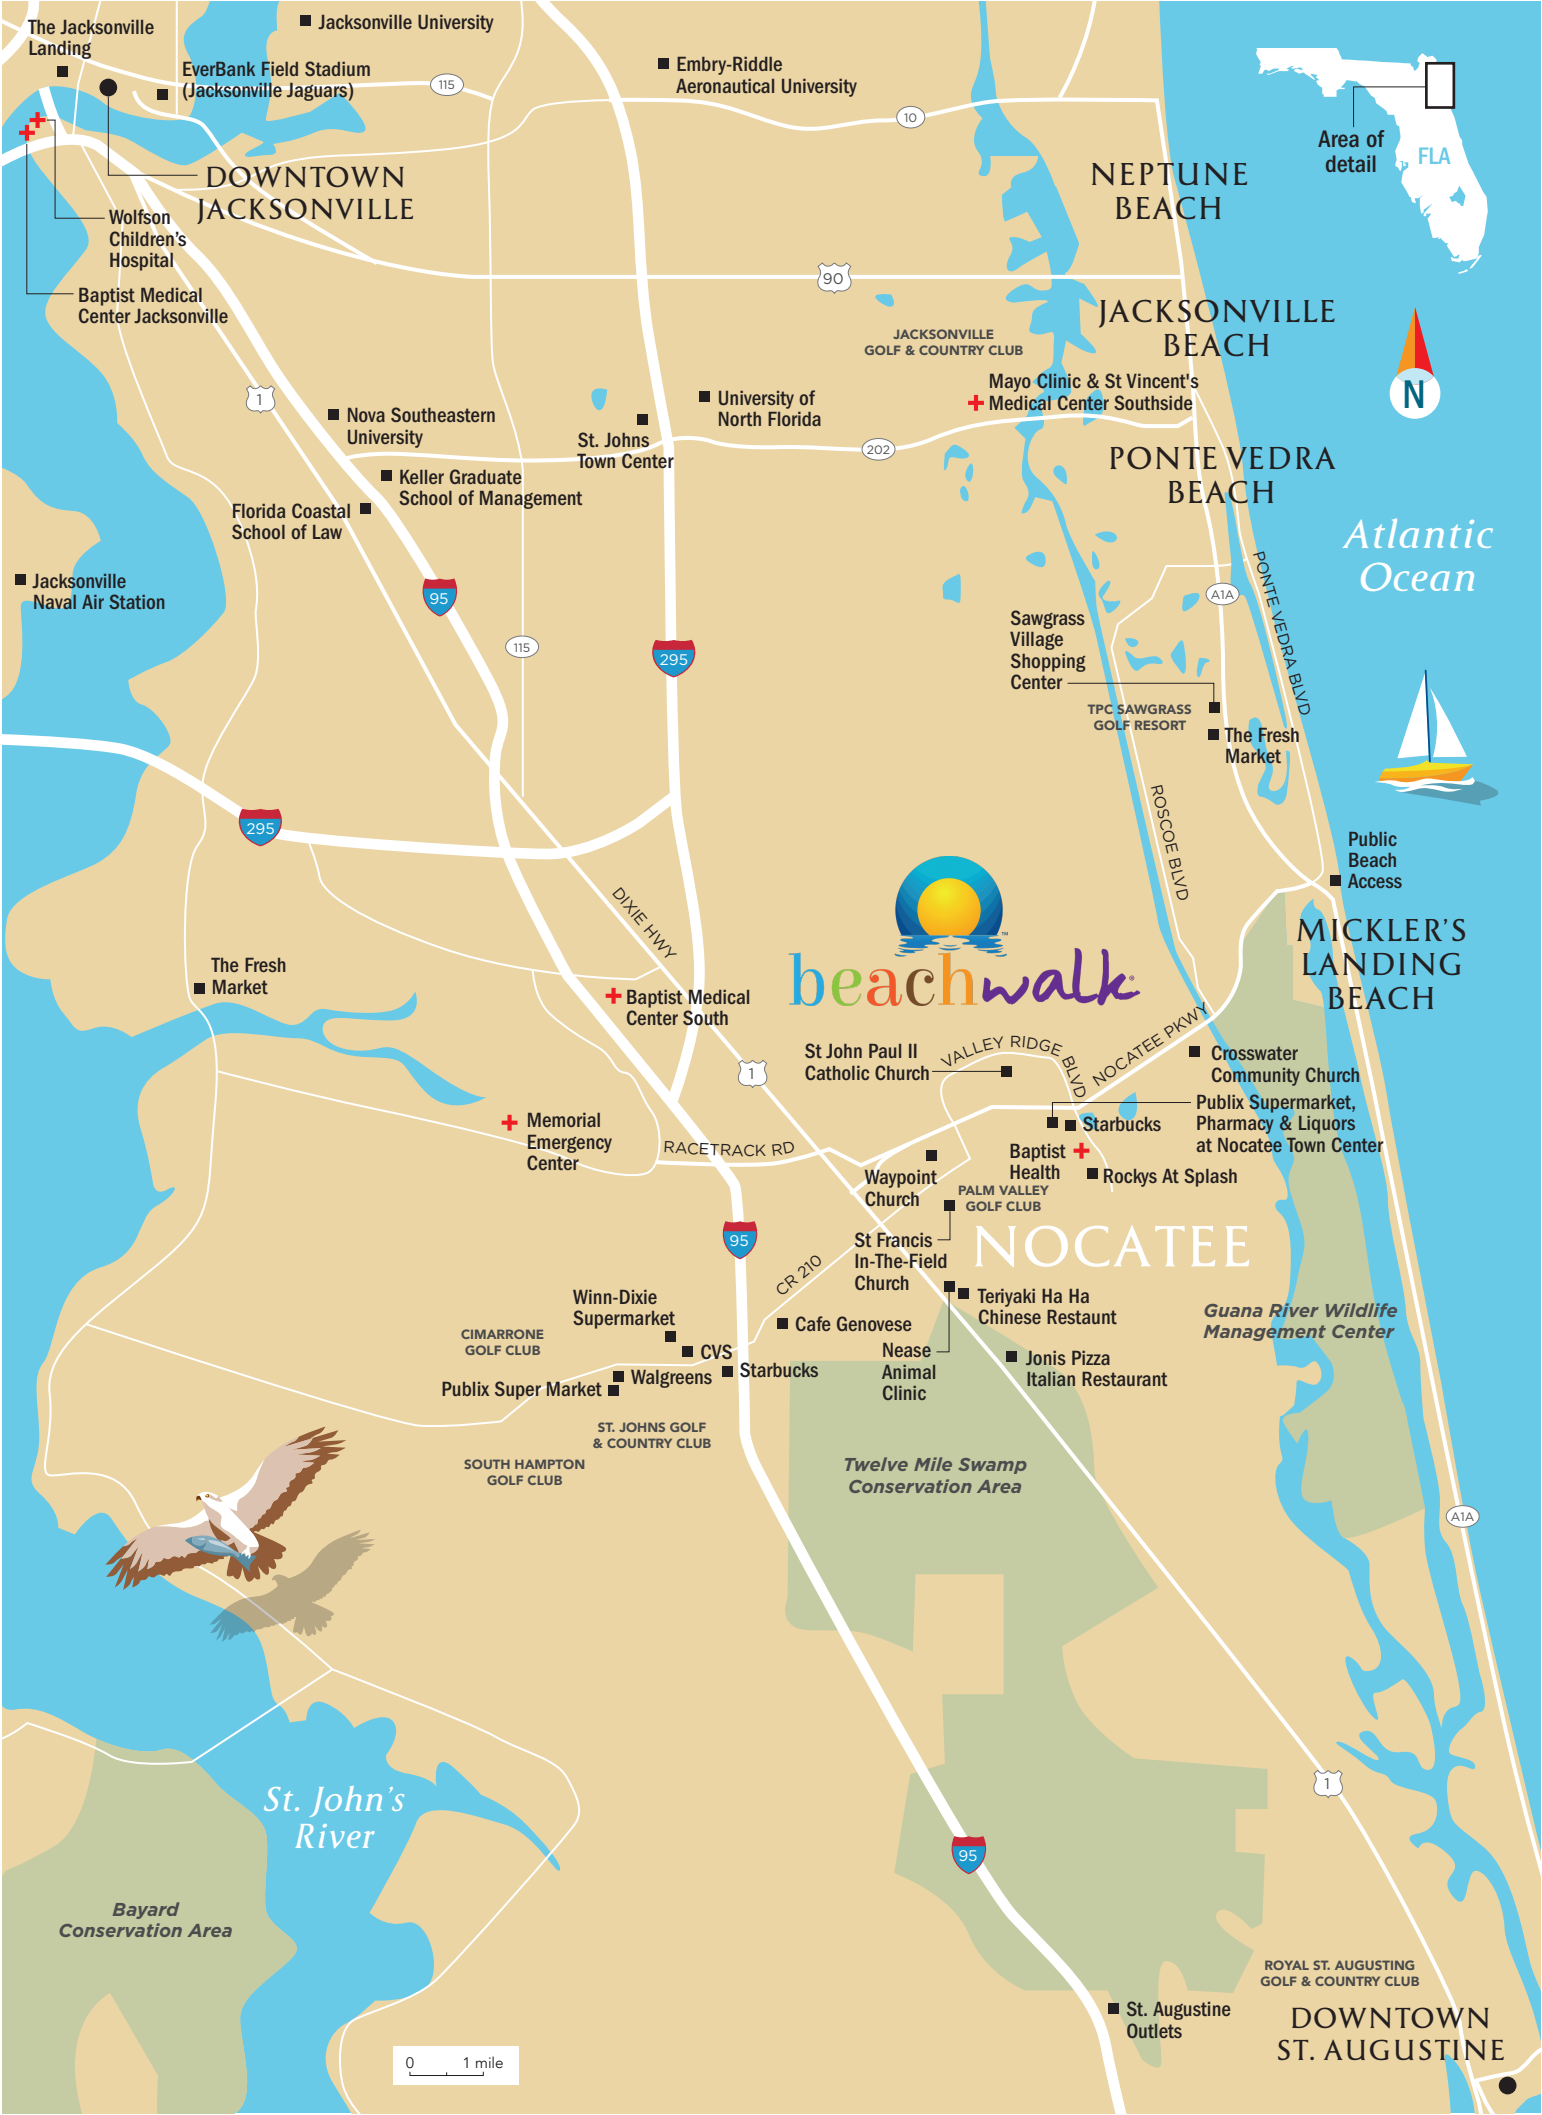 The Jacksonville
Landing
Jacksonville University
EverBank Field Stadium
(Jacksonville Jaguars)
115
Embry-Riddle
Aeronautical University
10
Area of
detail
FLA
DOWNTOWN
JACKSONVILLE
NEPTUNE
BEACH
Wolfson
Children's
Hospital
Baptist Medical
Center Jacksonville
90
JACKSONVILLE
BEACH
JACKSONVILLE
GOLF & COUNTRY CLUB
Mayo Clinic & St Vincent's
Medical Center Southside
N
1
Nova Southeastern
University
University of
North Florida
St. Johns
Town Center
202
PONTE VEDRA
BEACH
Keller Graduate
School of Management
Florida Coastal
School of Law
Atlantic
Ocean
Jacksonville
Naval Air Station
95
115
295
A1A
PONTE VEDRA BLVD
Sawgrass
Village
Shopping
Center
TPC SAWGRASS
GOLF RESORT
The Fresh
Market
ROSCOE BLVD
295
Public
Beach
Access
DIXIE HWY
MICKLER'S
LANDING
BEACH
beachwalk
TM
®
The Fresh
Market
Baptist Medical
Center South
1
St John Paul II
Catholic Church
VALLEY RIDGE BLVD
NOCATEE PKWY
Crosswater
Community Church
Publix Supermarket,
Pharmacy & Liquors
at Nocatee Town Center
Starbucks
Memorial
Emergency
Center
RACETRACK RD
Baptist
Health
Rockys At Splash
Waypoint
Church
PALM VALLEY
GOLF CLUB
95
St Francis
In-The-Field
Church
NOCATEE
CR 210
Teriyaki Ha Ha
Chinese Restaunt
Guana River Wildlife
Management Center
Winn-Dixie
Supermarket
CIMARRONE
GOLF CLUB
CVS
Cafe Genovese
Nease
Animal
Clinic
Jonis Pizza
Italian Restaurant
Walgreens
Starbucks
Publix Super Market
ST. JOHNS GOLF
& COUNTRY CLUB
SOUTH HAMPTON
GOLF CLUB
Twelve Mile Swamp
Conservation Area
A1A
1
St. John's
River
95
Bayard
Conservation Area
ROYAL ST. AUGUSTING
GOLF & COUNTRY CLUB
St. Augustine
Outlets
DOWNTOWN
ST. AUGUSTINE
0 1 mile